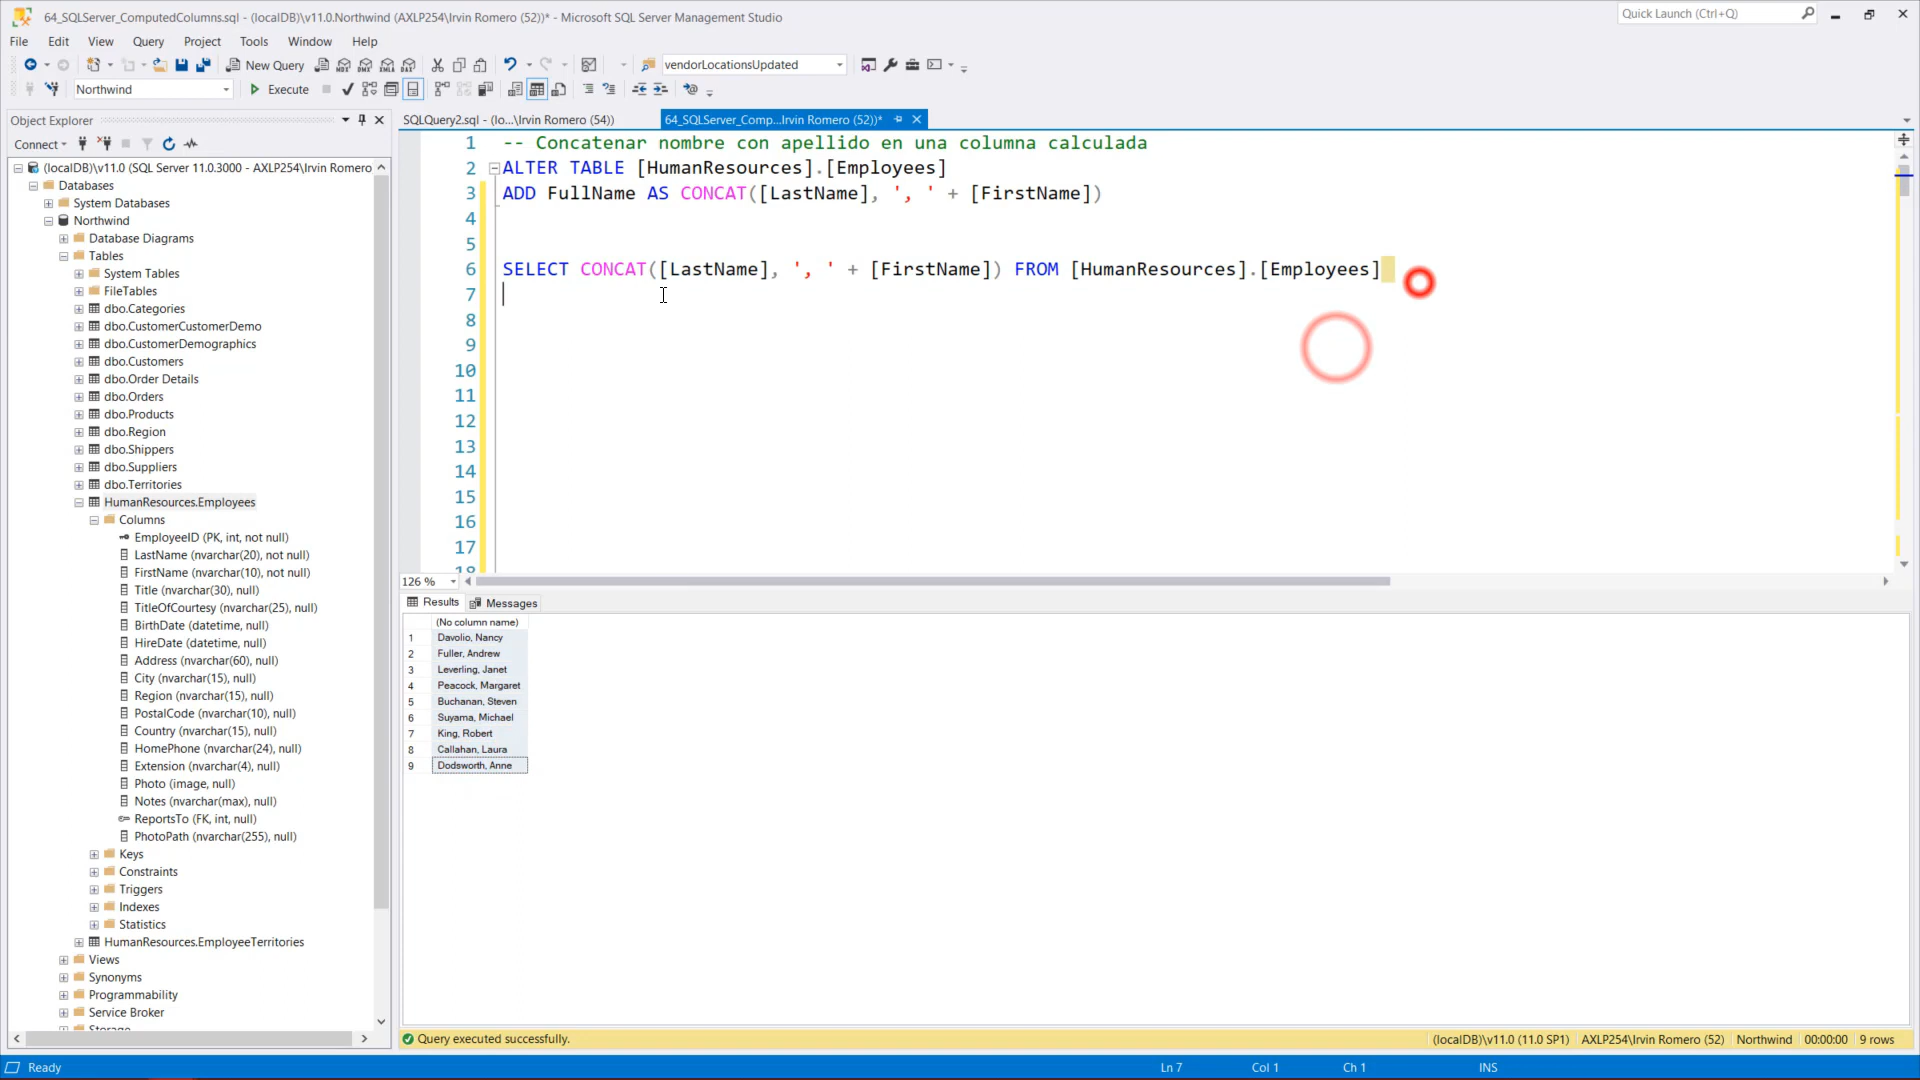 64_SQLServer_ComputedColumns.sql - (localDB)\v11.0.Northwind (AXLP254\Irvin Romero (52))* - Microsoft SQL Server Management Studio
Quick Launch (Ctrl+Q)
File Edit View Query Project Tools Window Help
New Query
vendorLocationsUpdated
Northwind
Execute
Object Explorer
SQLQuery2.sql - (lo...\Irvin Romero (54))
64_SQLServer_Comp...Irvin Romero (52))*
Connect
(localDB)\v11.0 (SQL Server 11.0.3000 - AXLP254\Irvin Romero
Databases
System Databases
Northwind
Database Diagrams
Tables
System Tables
FileTables
dbo.Categories
dbo.CustomerCustomerDemo
dbo.CustomerDemographics
dbo.Customers
dbo.Order Details
dbo.Orders
dbo.Products
dbo.Region
dbo.Shippers
dbo.Suppliers
dbo.Territories
HumanResources.Employees
Columns
EmployeeID (PK, int, not null)
LastName (nvarchar(20), not null)
FirstName (nvarchar(10), not null)
Title (nvarchar(30), null)
TitleOfCourtesy (nvarchar(25), null)
BirthDate (datetime, null)
HireDate (datetime, null)
Address (nvarchar(60), null)
City (nvarchar(15), null)
Region (nvarchar(15), null)
PostalCode (nvarchar(10), null)
Country (nvarchar(15), null)
HomePhone (nvarchar(24), null)
Extension (nvarchar(4), null)
Photo (image, null)
Notes (nvarchar(max), null)
ReportsTo (FK, int, null)
PhotoPath (nvarchar(255), null)
Keys
Constraints
Triggers
Indexes
Statistics
HumanResources.EmployeeTerritories
Views
Synonyms
Programmability
Service Broker
Storage
1 -- Concatenar nombre con apellido en una columna calculada
2 ALTER TABLE [HumanResources].[Employees]
3 ADD FullName AS CONCAT([LastName], ', ' + [FirstName])
4
5
6 SELECT CONCAT([LastName], ', ' + [FirstName]) FROM [HumanResources].[Employees]
7
8
9
10
11
12
13
14
15
16
17
18
126 %
Results Messages
(No column name)
1 Davolio, Nancy
2 Fuller, Andrew
3 Leverling, Janet
4 Peacock, Margaret
5 Buchanan, Steven
6 Suyama, Michael
7 King, Robert
8 Callahan, Laura
9 Dodsworth, Anne
Query executed successfully.
(localDB)\v11.0 (11.0 SP1) AXLP254\Irvin Romero (52) Northwind 00:00:00 9 rows
Ready
Ln 7 Col 1 Ch 1 INS